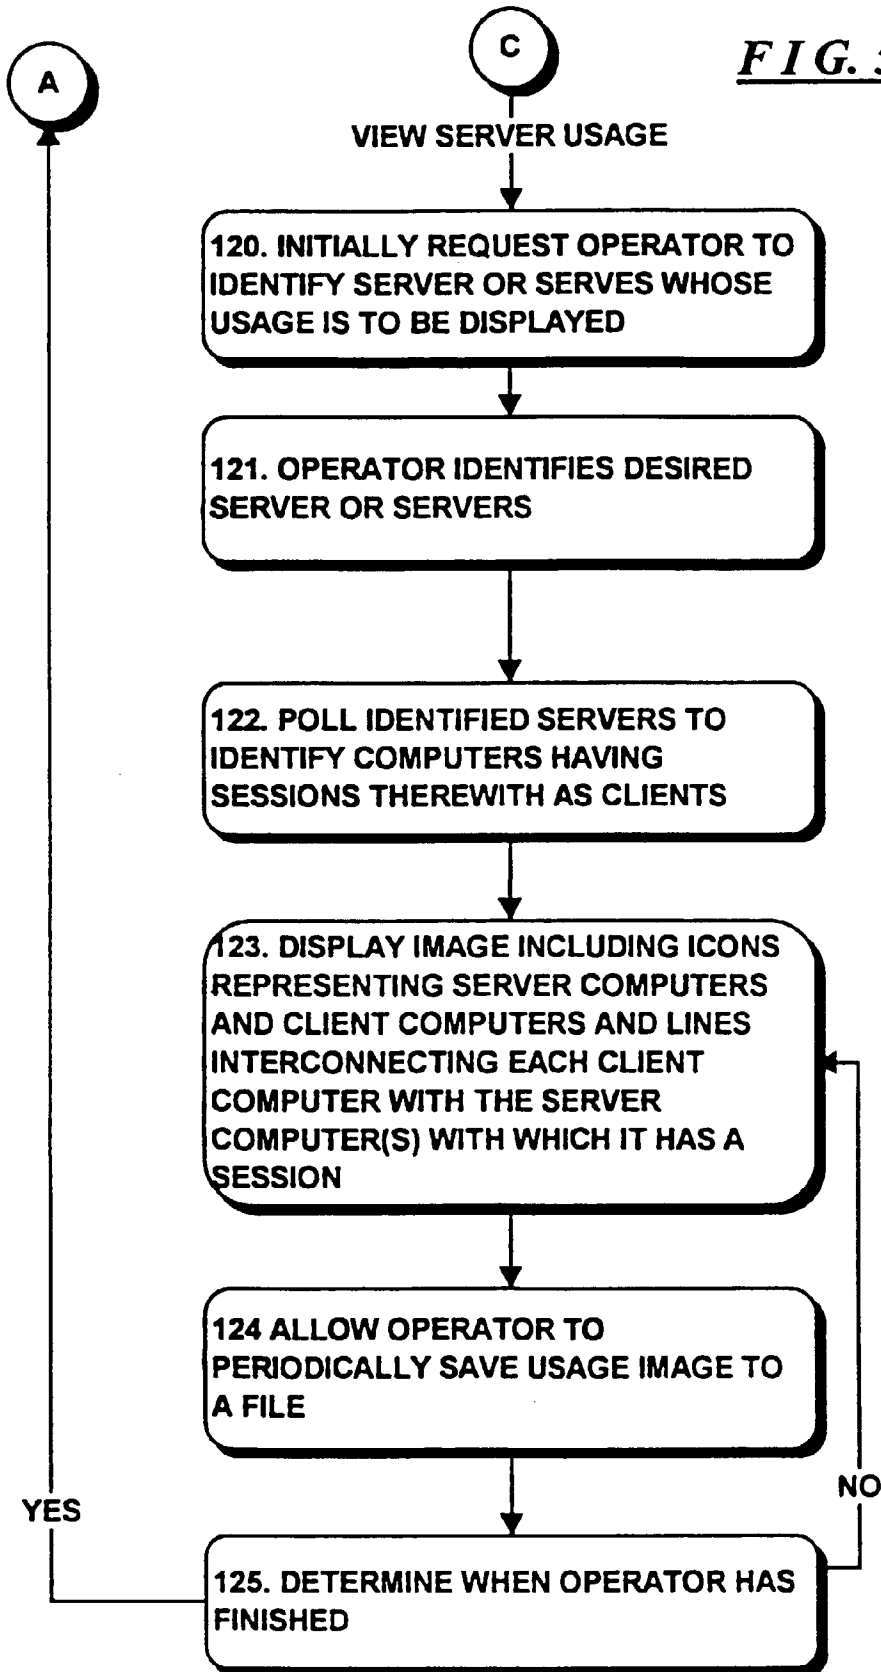 C
FIG.
A
VIEW SERVER USAGE
120. INITIALLY REQUEST OPERATOR TO
IDENTIFY SERVER OR SERVES WHOSE
USAGE IS TO BE DISPLAYED
121. OPERATOR IDENTIFIES DESIRED
SERVER OR SERVERS
122. POLL IDENTIFIED SERVERS TO
IDENTIFY COMPUTERS HAVING
SESSIONS THEREWITH AS CLIENTS
123. DISPLAY IMAGE INCLUDING ICONS
REPRESENTING SERVER COMPUTERS
AND CLIENT COMPUTERS AND LINES
INTERCONNECTING EACH CLIENT
COMPUTER WITH THE SERVER
COMPUTER(S) WITH WHICH IT HAS A
SESSION
124 ALLOW OPERATOR TO
PERIODICALLY SAVE USAGE IMAGE TO
A FILE
NO
YES
125. DETERMINE WHEN OPERATOR HAS
FINISHED